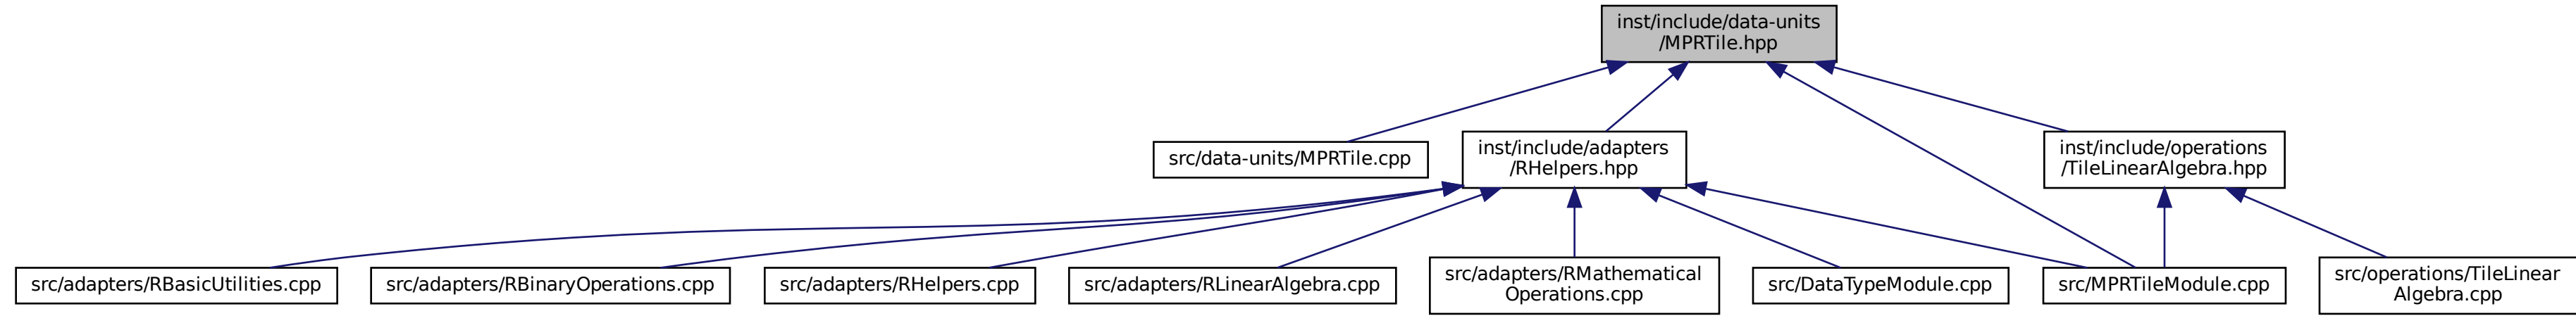 inst/include/data-units
/MPRTile.hpp
src/data-units/MPRTile.cpp
inst/include/adapters
/RHelpers.hpp
inst/include/operations
/TileLinearAlgebra.hpp
src/adapters/RBasicUtilities.cpp
src/adapters/RBinaryOperations.cpp
src/adapters/RHelpers.cpp
src/adapters/RLinearAlgebra.cpp
src/adapters/RMathematical
Operations.cpp
src/DataTypeModule.cpp
src/MPRTileModule.cpp
src/operations/TileLinear
Algebra.cpp